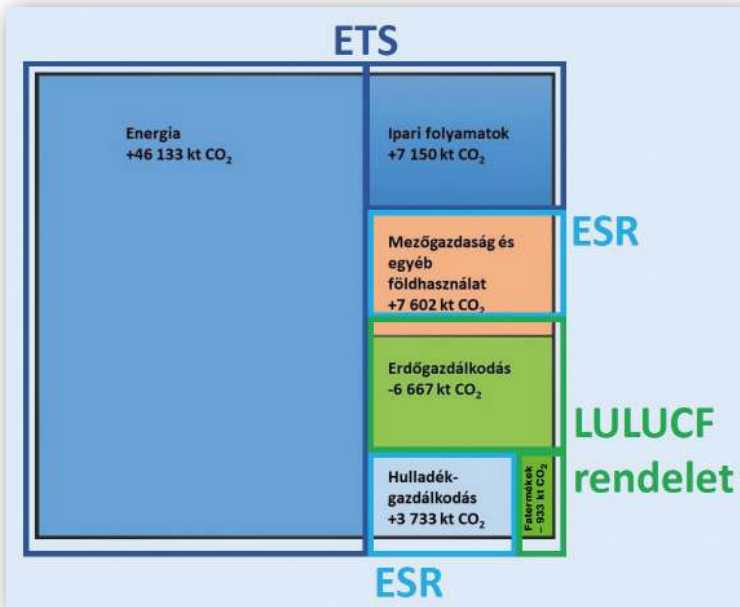 ETS
Energia
+46 133 kt CO₂
Ipari folyamatok
+7 150 kt CO₂
ESR
Mezőgazdaság és
egyéb
földhasználat
+7 602 kt CO₂
Erdőgazdálkodás
-6 667 kt CO₂
LULUCF
rendelet
Hulladék-
gazdálkodás
+3 733 kt CO₂
Fatermékek
– 933 kt CO₂
ESR